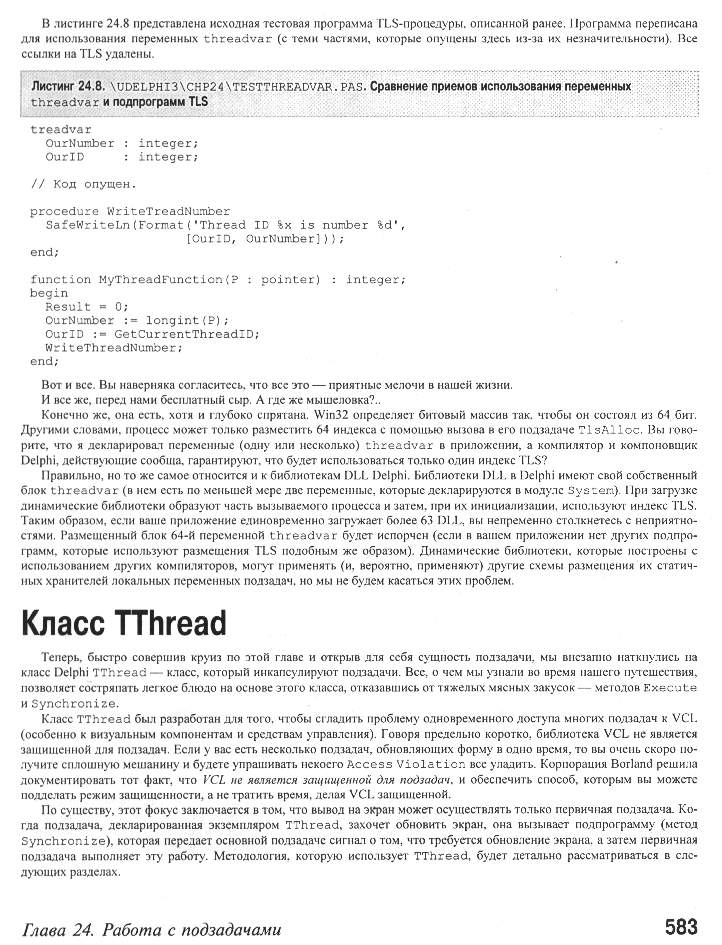 В листинге 24.8 представлена исходная тестовая программа TLS-процедуры, описанной ранее. Программа переписана
для использования переменных threadvar (с теми частями, которые опущены здесь из-за их незначительности). Все
ссылки на TLS удалены.
Листинг 24.8. \UDELPHI3\CHP24\TESTTHREADVAR.PAS. Сравнение приемов использования переменных
threadvar и подпрограмм TLS
treadvar
OurNumber : integer;
OurID : integer;
// Код опущен.
procedure WriteTreadNumber
SafeWriteLn(Format('Thread ID %x is number %d',
[OurID, OurNumber]));
end;
function MyThreadFunction(P : pointer) : integer;
begin
Result = 0;
OurNumber := longint(P);
OurID := GetCurrentThreadID;
WriteThreadNumber;
end;
Вот и все. Вы наверняка согласитесь, что все это — приятные мелочи в нашей жизни.
И все же, перед нами бесплатный сыр. А где же мышеловка?..
Конечно же, она есть, хотя и глубоко спрятана. Win32 определяет битовый массив так, чтобы он состоял из 64 бит.
Другими словами, процесс может только разместить 64 индекса с помощью вызова в его подзадаче TlsAlloc. Вы гово-
рите, что я декларировал переменные (одну или несколько) threadvar в приложении, а компилятор и компоновщик
Delphi, действующие сообща, гарантируют, что будет использоваться только один индекс TLS?
Правильно, но то же самое относится и к библиотекам DLL Delphi. Библиотеки DLL в Delphi имеют свой собственный
блок threadvar (в нем есть по меньшей мере две переменные, которые декларируются в модуле System). При загрузке
динамические библиотеки образуют часть вызываемого процесса и затем, при их инициализации, используют индекс TLS.
Таким образом, если ваше приложение единовременно загружает более 63 DLL, вы непременно столкнетесь с неприятно-
стями. Размещенный блок 64-й переменной threadvar будет испорчен (если в вашем приложении нет других подпро-
грамм, которые используют размещения TLS подобным же образом). Динамические библиотеки, которые построены с
использованием других компиляторов, могут применять (и, вероятно, применяют) другие схемы размещения их статич-
ных хранителей локальных переменных подзадач, но мы не будем касаться этих проблем.
Класс TThread
Теперь, быстро совершив круиз по этой главе и открыв для себя сущность подзадачи, мы внезапно наткнулись на
класс Delphi TThread — класс, который инкапсулируют подзадачи. Все, о чем мы узнали во время нашего путешествия,
позволяет состряпать легкое блюдо на основе этого класса, отказавшись от тяжелых мясных закусок — методов Execute
и Synchronize.
Класс TThread был разработан для того, чтобы сгладить проблему одновременного доступа многих подзадач к VCL
(особенно к визуальным компонентам и средствам управления). Говоря предельно коротко, библиотека VCL не является
защищенной для подзадач. Если у вас есть несколько подзадач, обновляющих форму в одно время, то вы очень скоро по-
лучите сплошную мешанину и будете упрашивать некоего Access Violation все уладить. Корпорация Borland решила
документировать тот факт, что VCL не является защищенной для подзадач, и обеспечить способ, которым вы можете
подделать режим защищенности, а не тратить время, делая VCL защищенной.
По существу, этот фокус заключается в том, что вывод на экран может осуществлять только первичная подзадача. Ко-
гда подзадача, декларированная экземпляром TThread, захочет обновить экран, она вызывает подпрограмму (метод
Synchronize), которая передает основной подзадаче сигнал о том, что требуется обновление экрана, а затем первичная
подзадача выполняет эту работу. Методология, которую использует TThread, будет детально рассматриваться в сле-
дующих разделах.
Глава 24. Работа с подзадачами
583